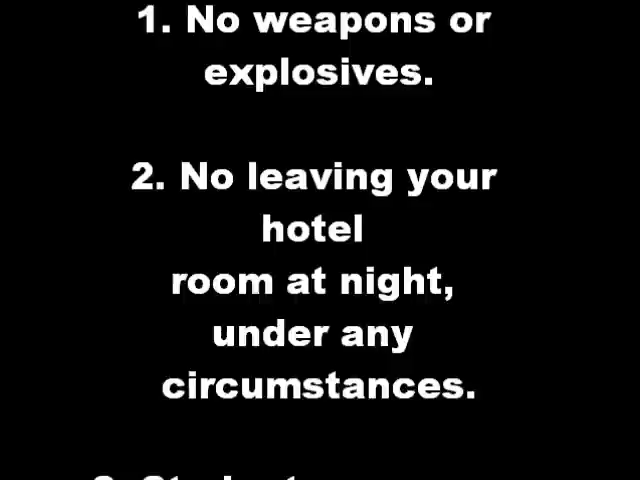 1. No weapons or
explosives.
2. No leaving your
hotel
room at night,
under any
circumstances.